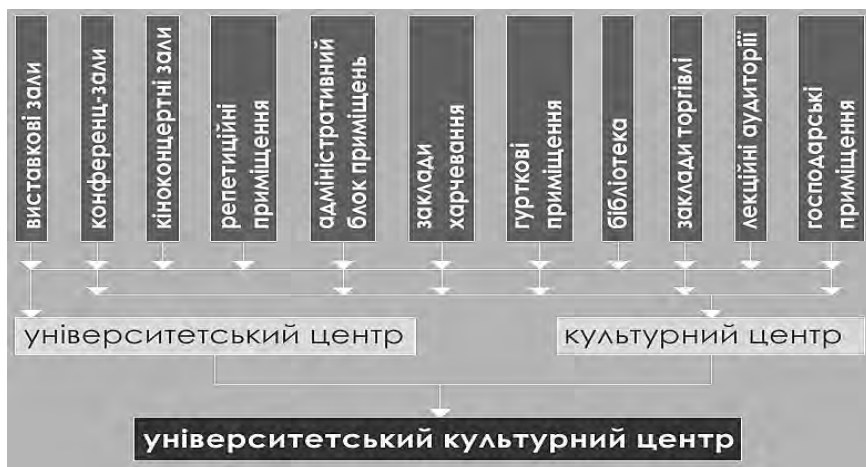 виставкові зали
конференц-зали
кіноконцертні зали
репетиційні
приміщення
адміністративний
блок приміщень
заклади
харчевання
гурткові
приміщення
бібліотека
заклади торгівлі
лекційні аудиторії
господарські
приміщення
університетський центр
культурний центр
університетський культурний центр